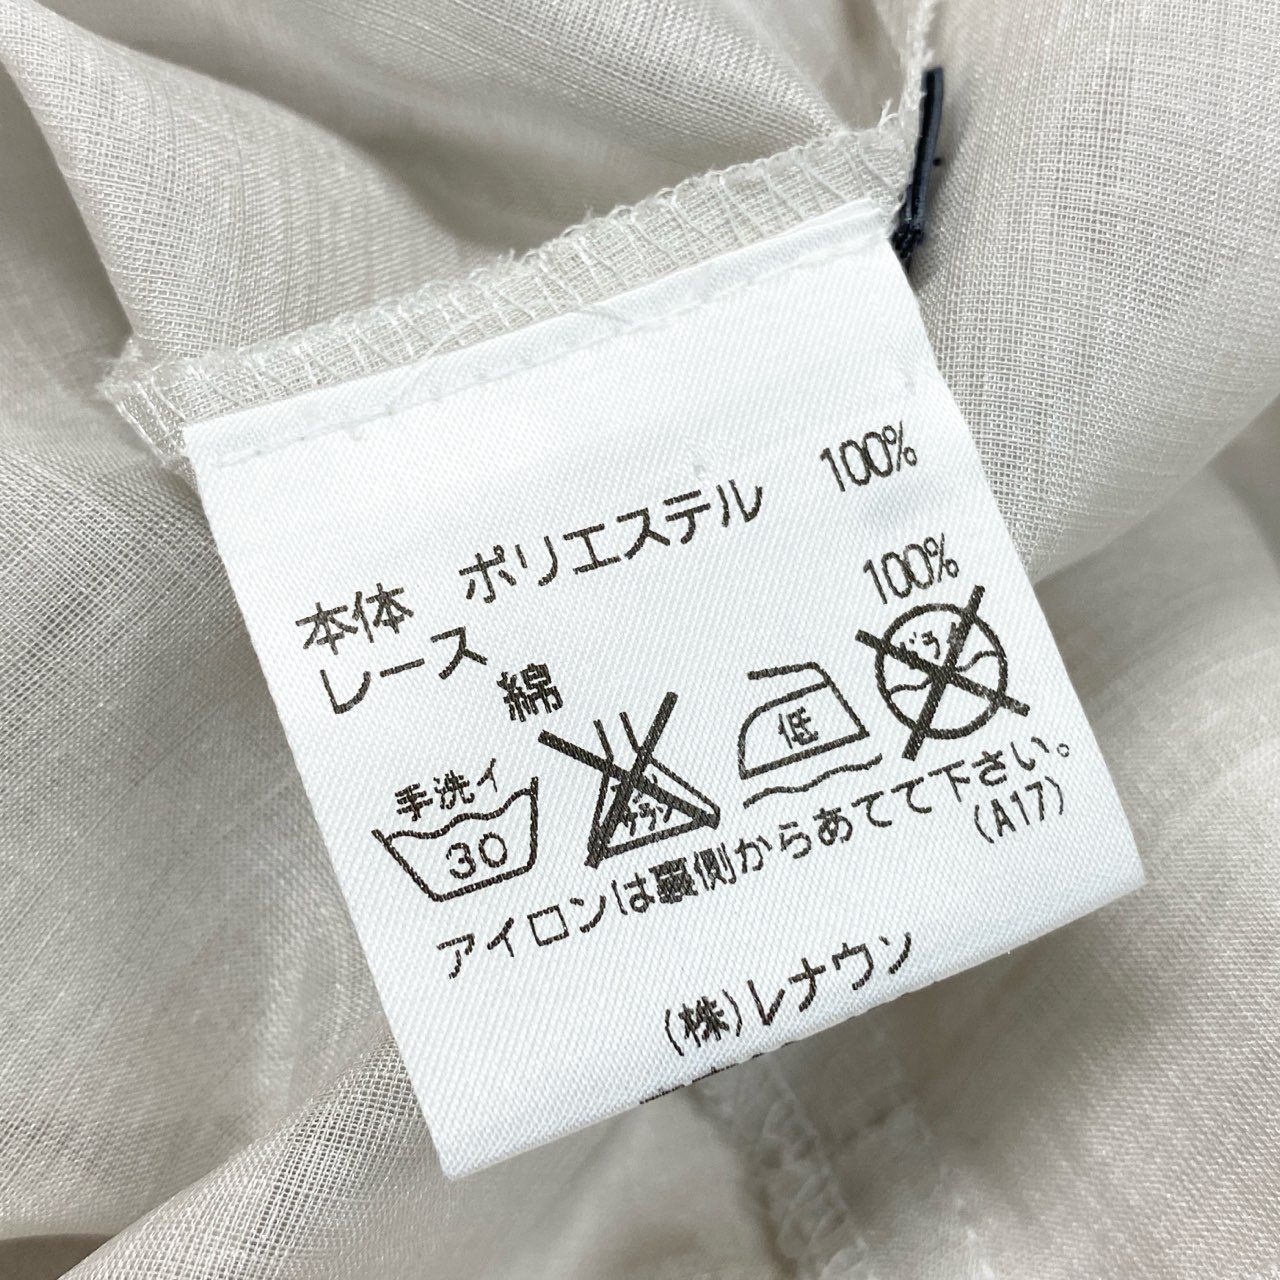 本体 ポリエステル 100%
レース 綿 100%
手洗イ
30
低
アイロンは裏側からあてて下さい。
(A17)
(株)レナウン